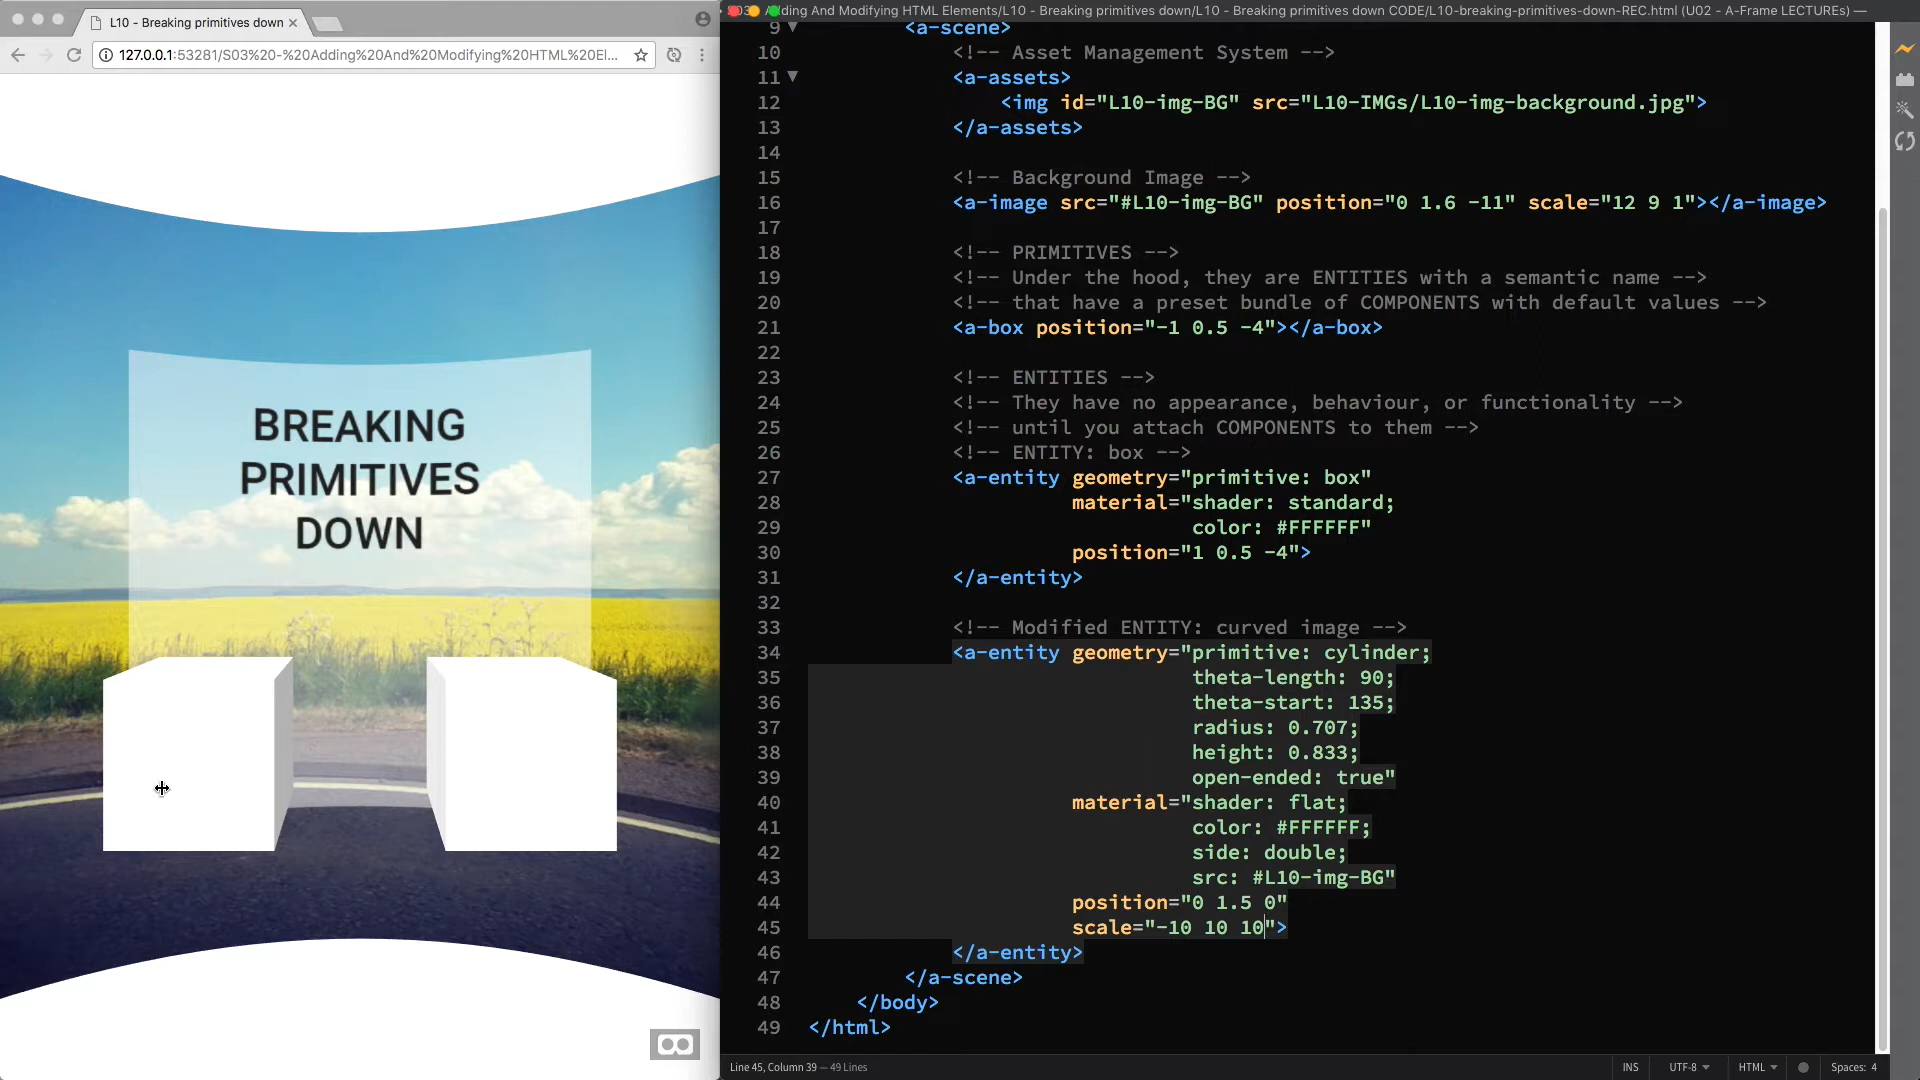 L10 - Breaking primitives down
127.0.0.1:53281/S03%20-%20Adding%20And%20Modifying%20HTML%20El...
BREAKING
PRIMITIVES
DOWN
Adding And Modifying HTML Elements/L10 - Breaking primitives down/L10 - Breaking primitives down CODE/L10-breaking-primitives-down-REC.html (U02 - A-Frame LECTUREs) —
9 <a-scene>
10 <!-- Asset Management System -->
11 <a-assets>
12 <img id="L10-img-BG" src="L10-IMGs/L10-img-background.jpg">
13 </a-assets>
14
15 <!-- Background Image -->
16 <a-image src="#L10-img-BG" position="0 1.6 -11" scale="12 9 1"></a-image>
17
18 <!-- PRIMITIVES -->
19 <!-- Under the hood, they are ENTITIES with a semantic name -->
20 <!-- that have a preset bundle of COMPONENTS with default values -->
21 <a-box position="-1 0.5 -4"></a-box>
22
23 <!-- ENTITIES -->
24 <!-- They have no appearance, behaviour, or functionality -->
25 <!-- until you attach COMPONENTS to them -->
26 <!-- ENTITY: box -->
27 <a-entity geometry="primitive: box"
28 material="shader: standard;
29 color: #FFFFFF"
30 position="1 0.5 -4">
31 </a-entity>
32
33 <!-- Modified ENTITY: curved image -->
34 <a-entity geometry="primitive: cylinder;
35 theta-length: 90;
36 theta-start: 135;
37 radius: 0.707;
38 height: 0.833;
39 open-ended: true"
40 material="shader: flat;
41 color: #FFFFFF;
42 side: double;
43 src: #L10-img-BG"
44 position="0 1.5 0"
45 scale="-10 10 10">
46 </a-entity>
47 </a-scene>
48 </body>
49 </html>
Line 45, Column 39 — 49 Lines
INS
UTF-8
HTML
Spaces: 4